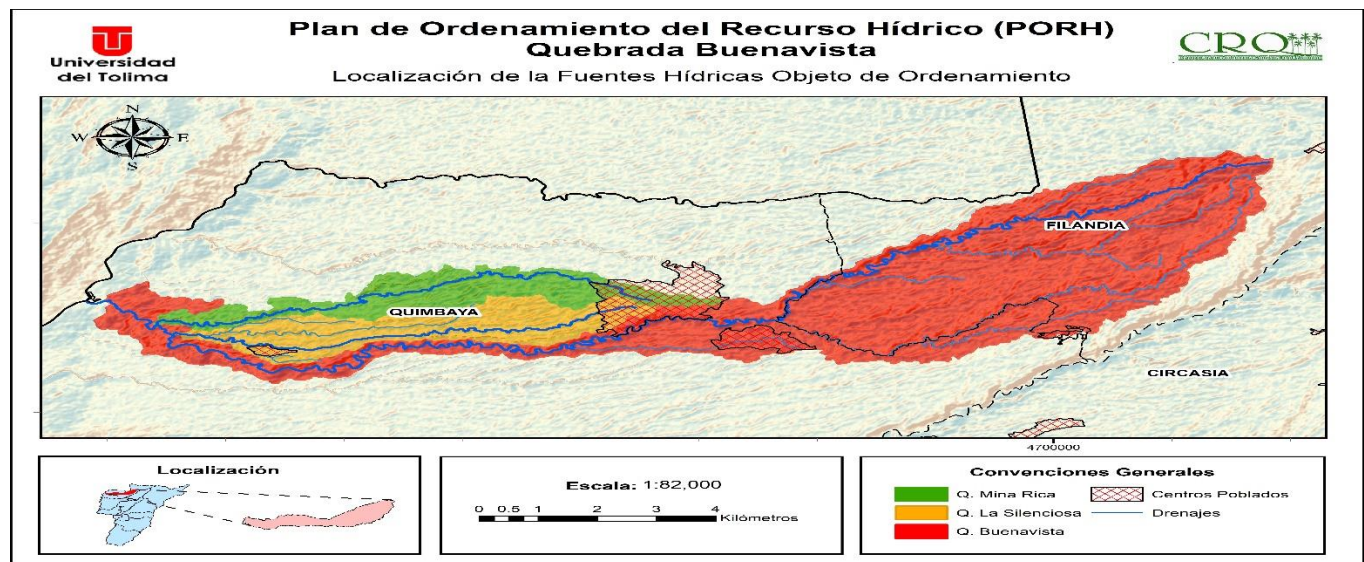 Universidad
del Tolima
Plan de Ordenamiento del Recurso Hídrico (PORH)
Quebrada Buenavista
Localización de la Fuentes Hídricas Objeto de Ordenamiento
CRQ
N
W E
S
FILANDIA
QUIMBAYA
CIRCASIA
4700000
Localización
Escala: 1:82,000
0 0.5 1 2 3 4
Kilómetros
Convenciones Generales
Q. Mina Rica
Centros Poblados
Q. La Silenciosa
Drenajes
Q. Buenavista